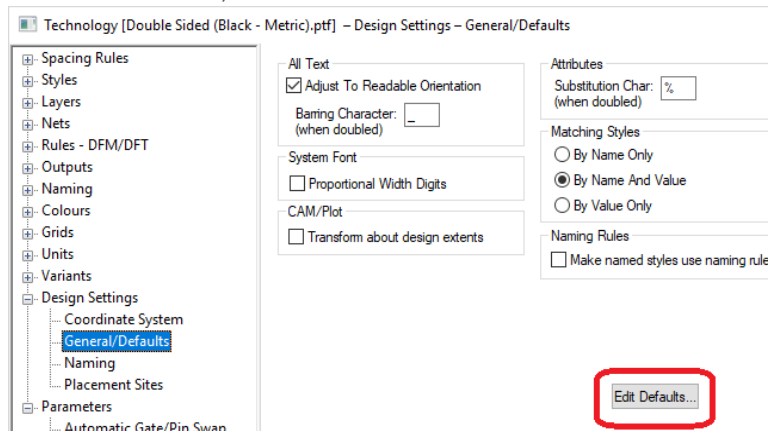 Technology [Double Sided (Black - Metric).ptf] – Design Settings – General/Defaults
Spacing Rules
Styles
Layers
Nets
Rules - DFM/DFT
Outputs
Naming
Colours
Grids
Units
Variants
Design Settings
Coordinate System
General/Defaults
Naming
Placement Sites
Parameters
Automatic Gate/Pin Swap
All Text
Adjust To Readable Orientation
Barring Character: _
(when doubled)
System Font
Proportional Width Digits
CAM/Plot
Transform about design extents
Attributes
Substitution Char: %
(when doubled)
Matching Styles
By Name Only
By Name And Value
By Value Only
Naming Rules
Make named styles use naming rule
Edit Defaults...